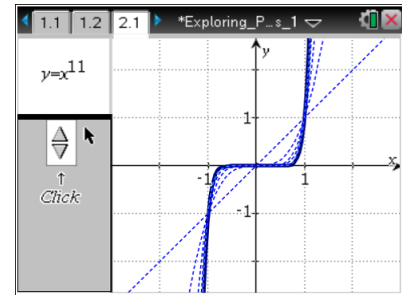 1.1 1.2 2.1 *Exploring_P…s_1
y=x¹¹
↑
Click
y
x
1
-1
1
-1